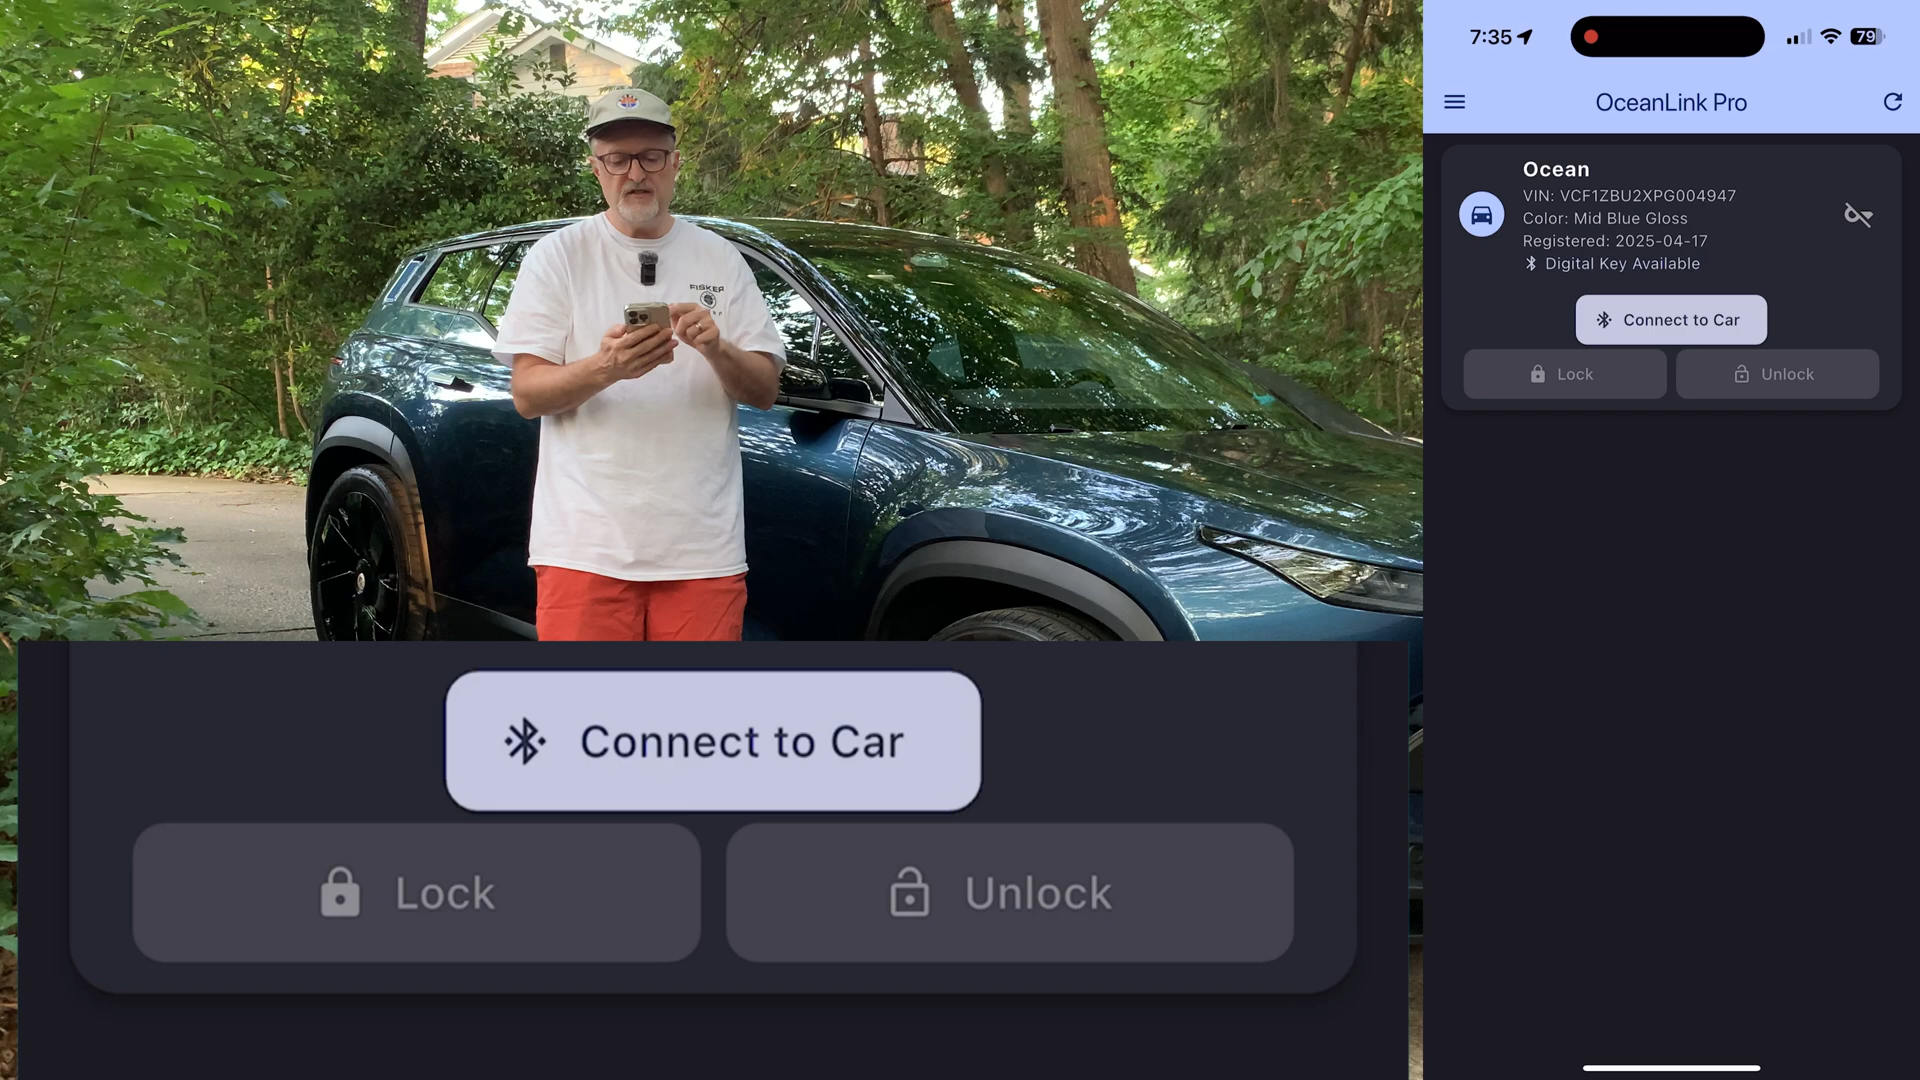 FISKER
7:35
79
OceanLink Pro
Ocean
VIN: VCF1ZBU2XPG004947
Color: Mid Blue Gloss
Registered: 2025-04-17
Digital Key Available
Connect to Car
Lock
Unlock
Connect to Car
Lock
Unlock